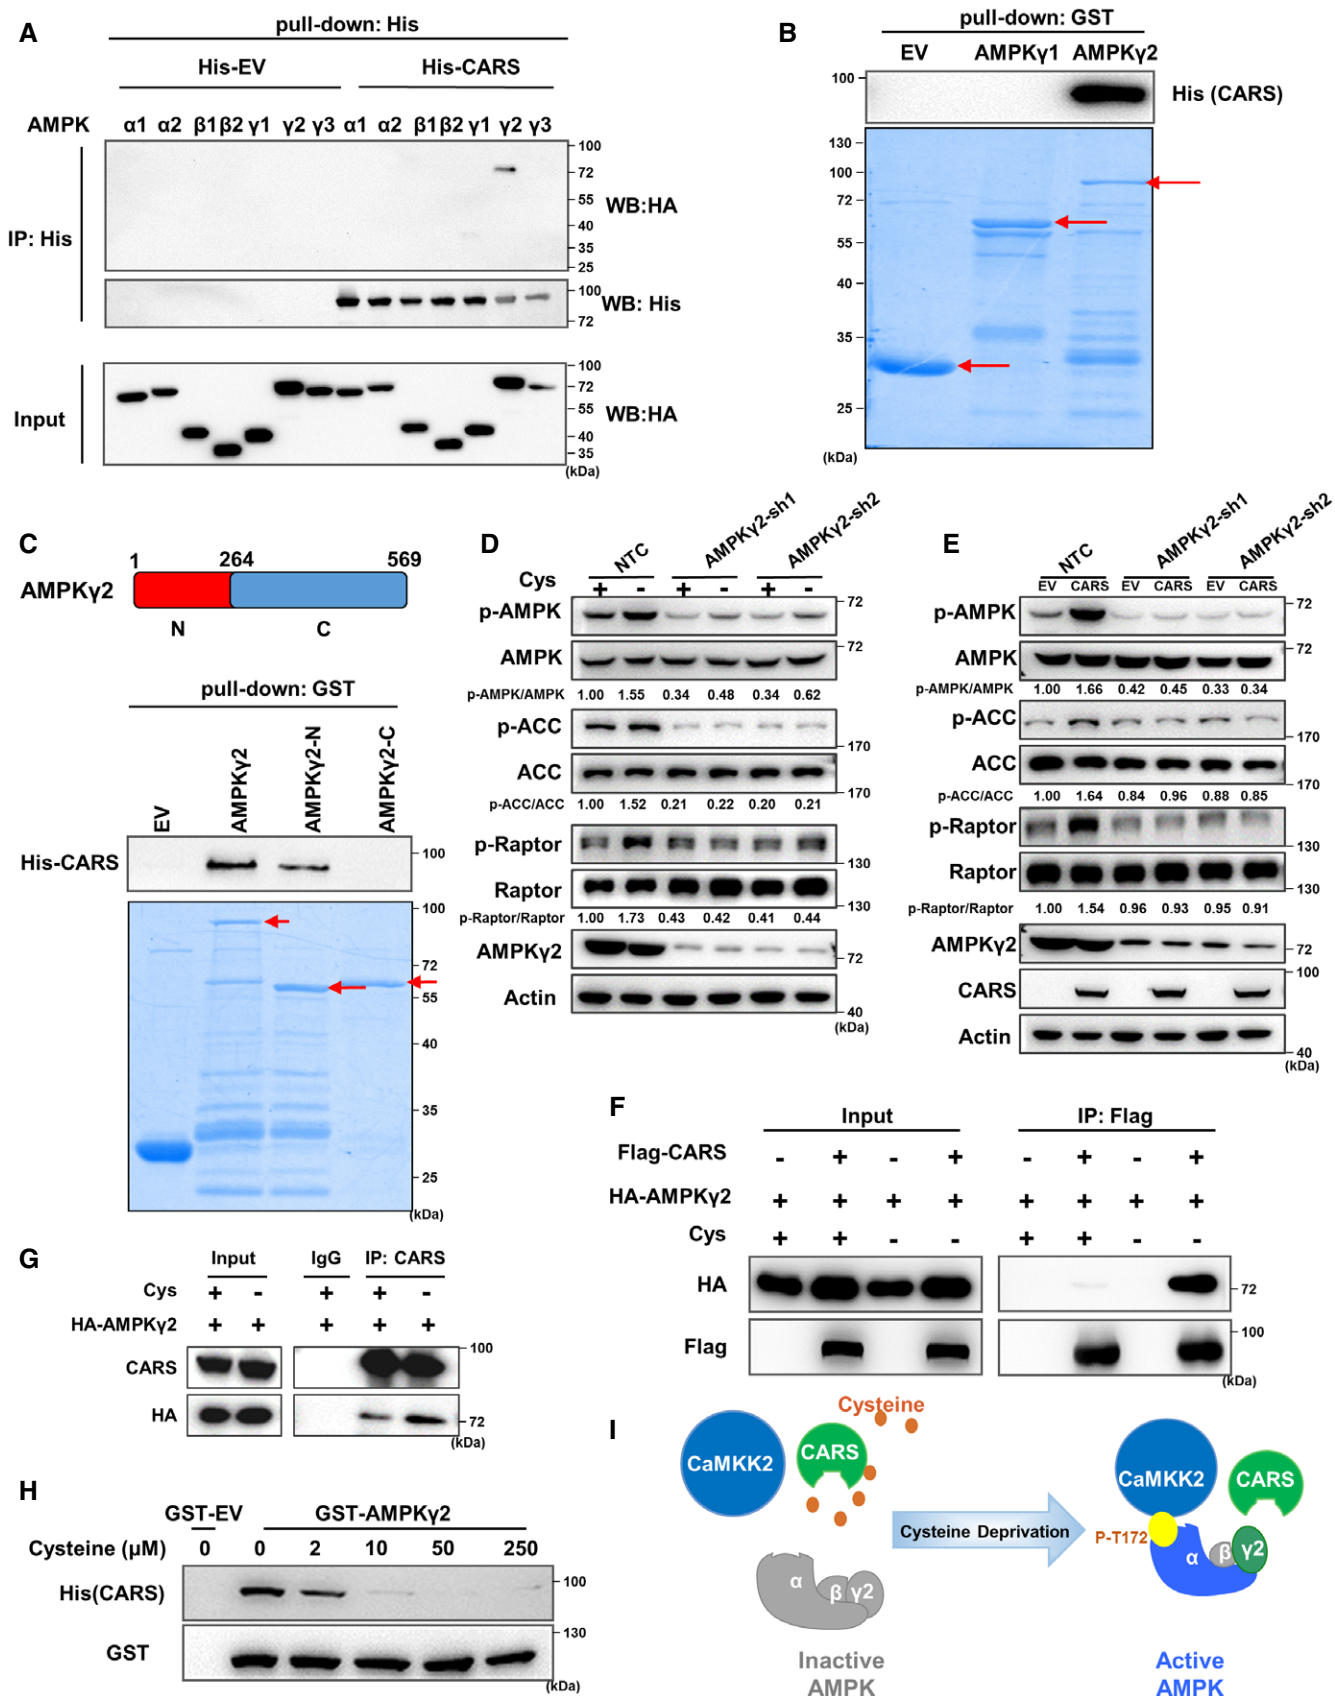 A
pull-down: His
His-EV His-CARS
AMPK α1 α2 β1 β2 γ1 γ2 γ3 α1 α2 β1 β2 γ1 γ2 γ3
IP: His
100
72
55
40
35
25
WB:HA
100
72
WB: His
Input
100
72
55
40
35
(kDa)
WB:HA
B
pull-down: GST
EV AMPKγ1 AMPKγ2
100
His (CARS)
130
100
72
55
40
35
25
(kDa)
C
1 264 569
AMPKγ2
N C
pull-down: GST
EV AMPKγ2 AMPKγ2-N AMPKγ2-C
His-CARS 100
100
72
55
40
35
25
(kDa)
D
NTC AMPKγ2-sh1 AMPKγ2-sh2
Cys + - + - + -
p-AMPK 72
AMPK 72
p-AMPK/AMPK 1.00 1.55 0.34 0.48 0.34 0.62
p-ACC 170
ACC 170
p-ACC/ACC 1.00 1.52 0.21 0.22 0.20 0.21
p-Raptor 130
Raptor 130
p-Raptor/Raptor 1.00 1.73 0.43 0.42 0.41 0.44
AMPKγ2 72
Actin 40
(kDa)
E
NTC AMPKγ2-sh1 AMPKγ2-sh2
EV CARS EV CARS EV CARS
p-AMPK 72
AMPK 72
p-AMPK/AMPK 1.00 1.66 0.42 0.45 0.33 0.34
p-ACC 170
ACC 170
p-ACC/ACC 1.00 1.64 0.84 0.96 0.88 0.85
p-Raptor 130
Raptor 130
p-Raptor/Raptor 1.00 1.54 0.96 0.93 0.95 0.91
AMPKγ2 72
CARS 100
Actin 40
(kDa)
F
Input IP: Flag
Flag-CARS - + - + - + - +
HA-AMPKγ2 + + + + + + + +
Cys + + - - + + - -
HA 72
Flag 100
(kDa)
G
Input IgG IP: CARS
Cys + - + + -
HA-AMPKγ2 + + + + +
CARS 100
HA 72
(kDa)
H
GST-EV GST-AMPKγ2
Cysteine (μM) 0 0 2 10 50 250
His(CARS) 100
GST 130
(kDa)
I
Cysteine
CaMKK2 CARS
α β γ2
Inactive
AMPK
Cysteine Deprivation
CaMKK2 CARS
P-T172
α β γ2
Active
AMPK